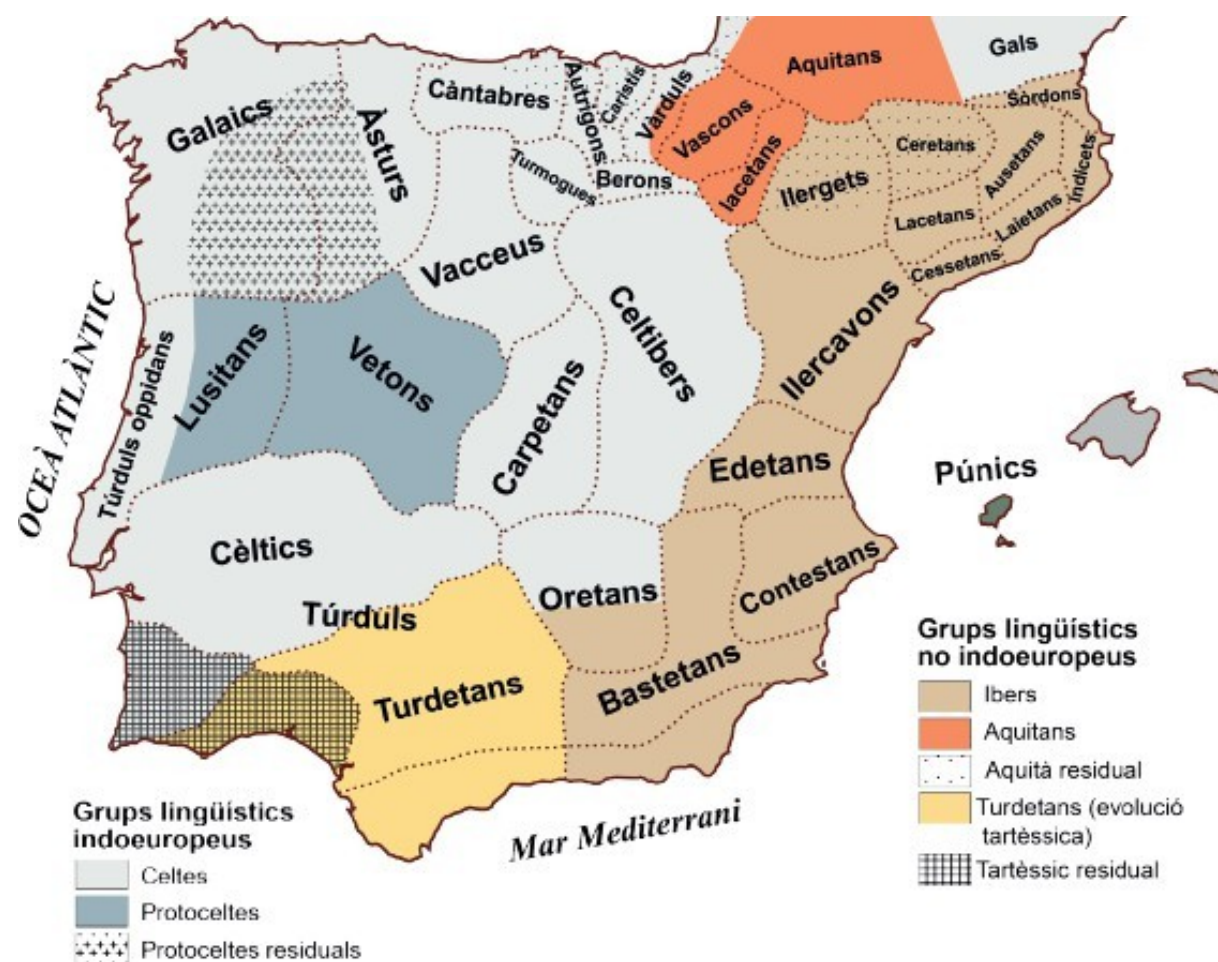 Galaics
Àsturs
Càntabres
Autrigons
Caristis
Vàrduls
Vascons
Iacetans
Aquitans
Gals
Sòrdons
Ceretans
Ausetans
Indicets
Ilergets
Lacetans
Laietans
Cessetans
Turmogues
Berons
Vacceus
Celtibers
Ilercavons
OCEÀ ATLÀNTIC
Túrduls oppidans
Lusitans
Vetons
Carpetans
Edetans
Púnics
Cèltics
Oretans
Contestans
Túrduls
Turdetans
Bastetans
Mar Mediterrani
Grups lingüístics
indoeuropeus
Celtes
Protoceltes
Protoceltes residuals
Grups lingüístics
no indoeuropeus
Ibers
Aquitans
Aquità residual
Turdetans (evolució
tartèssica)
Tartèssic residual